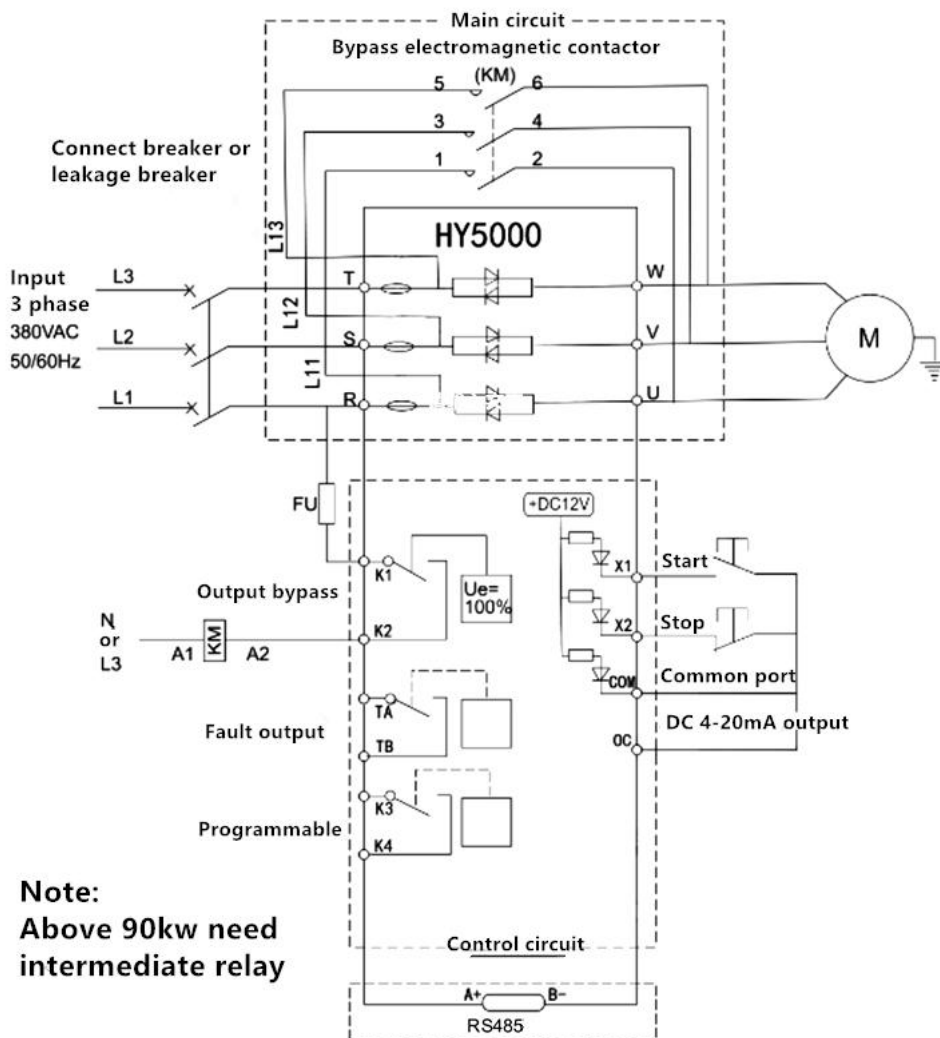 Main circuit
Bypass electromagnetic contactor
(KM)
5
6
3
4
1
2
Connect breaker or
leakage breaker
HY5000
L13
L12
L11
Input
3 phase
380VAC
50/60Hz
L3
L2
L1
T
S
R
W
V
U
M
FU
+DC12V
K1
Ue=
100%
X1
Start
Output bypass
N
or
L3
A1
KM
A2
K2
X2
Stop
COM
Common port
TA
Fault output
TB
DC 4-20mA output
OC
K3
Programmable
K4
Note:
Above 90kw need
intermediate relay
Control circuit
A+
B-
RS485